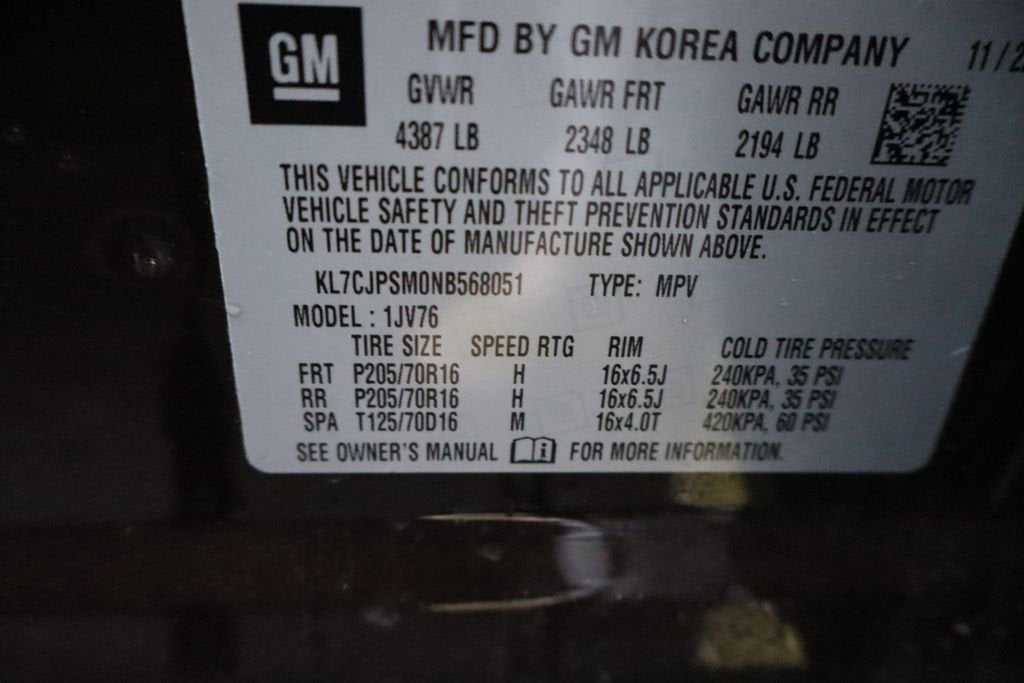 GM
MFD BY GM KOREA COMPANY 11/2
GVWR GAWR FRT GAWR RR
4387 LB 2348 LB 2194 LB
THIS VEHICLE CONFORMS TO ALL APPLICABLE U.S. FEDERAL MOTOR
VEHICLE SAFETY AND THEFT PREVENTION STANDARDS IN EFFECT
ON THE DATE OF MANUFACTURE SHOWN ABOVE.
KL7CJPSM0NB568051 TYPE: MPV
MODEL : 1JV76
TIRE SIZE SPEED RTG RIM COLD TIRE PRESSURE
FRT P205/70R16 H 16x6.5J 240KPA, 35 PSI
RR P205/70R16 H 16x6.5J 240KPA, 35 PSI
SPA T125/70D16 M 16x4.0T 420KPA, 60 PSI
SEE OWNER'S MANUAL i FOR MORE INFORMATION.